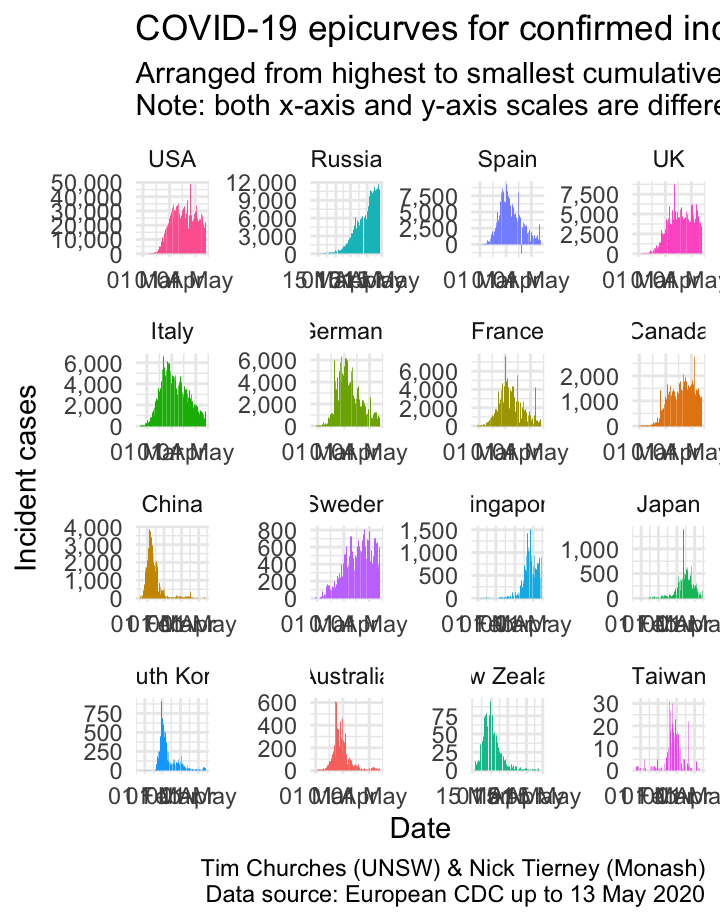 COVID-19 epicurves for confirmed inc
Arranged from highest to smallest cumulative
Note: both x-axis and y-axis scales are differe
USA Russia Spain UK
50,000 40,000 30,000 20,000 10,000 0
12,000 9,000 6,000 3,000 0
7,500 5,000 2,500 0
7,500 5,000 2,500 0
Italy German France Canada
6,000 4,000 2,000 0
6,000 4,000 2,000 0
6,000 4,000 2,000 0
2,000 1,000 0
China Sweden ingapor Japan
4,000 3,000 2,000 1,000 0
800 600 400 200 0
1,500 1,000 500 0
1,000 500 0
uth Kor Australia w Zeala Taiwan
750 500 250 0
600 400 200 0
75 50 25 0
30 20 10 0
Incident cases
Date
Tim Churches (UNSW) & Nick Tierney (Monash)
Data source: European CDC up to 13 May 2020